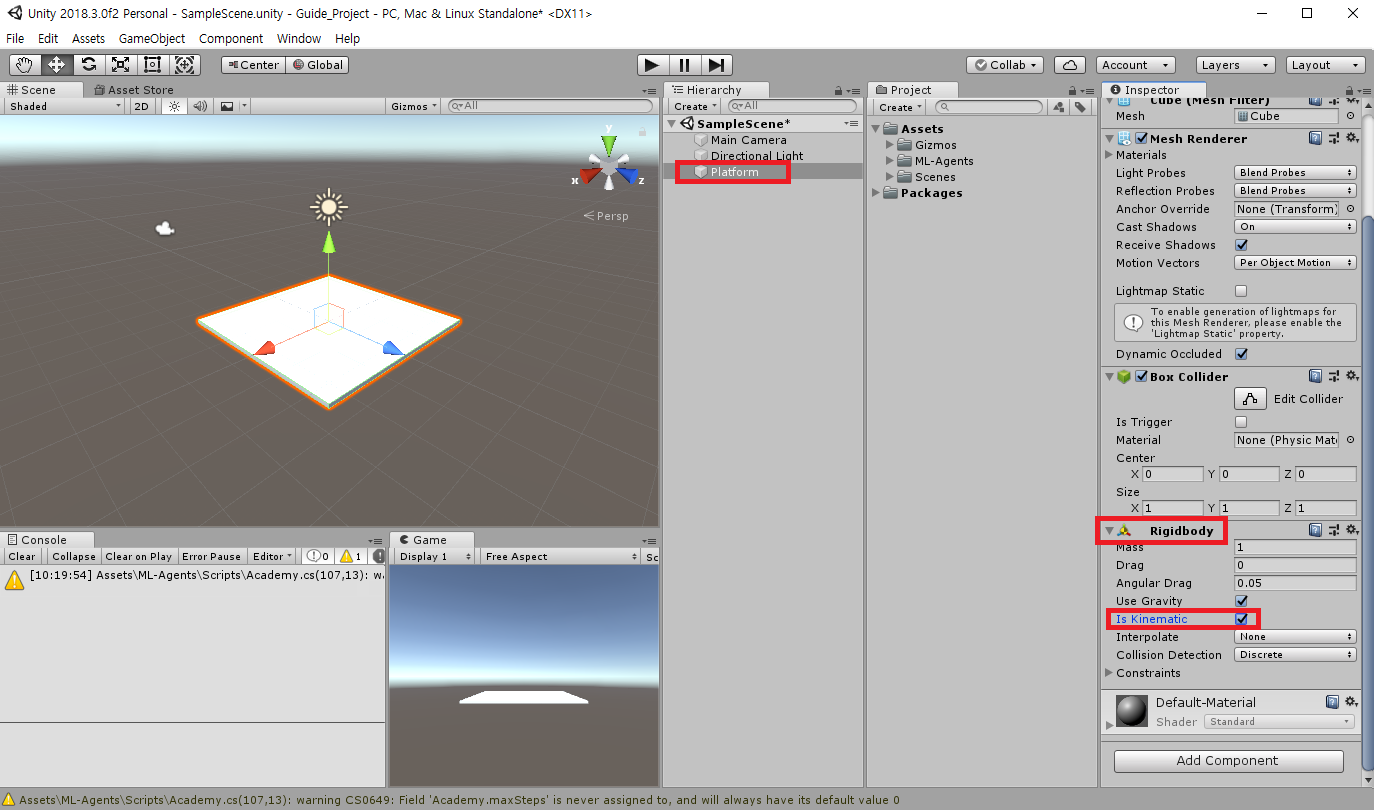 Unity 2018.3.0f2 Personal - SampleScene.unity - Guide_Project - PC, Mac & Linux Standalone* <DX11>
File Edit Assets GameObject Component Window Help
Center Global Collab Account Layers Layout
Scene Asset Store
Shaded 2D Gizmos All
y
x z
Persp
Hierarchy
Create All
SampleScene*
Main Camera
Directional Light
Platform
Project
Create
Assets
Gizmos
ML-Agents
Scenes
Packages
Inspector
Cube (Mesh Filter)
Mesh Cube
Mesh Renderer
Materials
Light Probes Blend Probes
Reflection Probes Blend Probes
Anchor Override None (Transform)
Cast Shadows On
Receive Shadows
Motion Vectors Per Object Motion
Lightmap Static
To enable generation of lightmaps for
this Mesh Renderer, please enable the
'Lightmap Static' property.
Dynamic Occluded
Box Collider
Edit Collider
Is Trigger
Material None (Physic Mat
Center
X 0 Y 0 Z 0
Size
X 1 Y 1 Z 1
Rigidbody
Mass 1
Drag 0
Angular Drag 0.05
Use Gravity
Is Kinematic
Interpolate None
Collision Detection Discrete
Constraints
Default-Material
Shader Standard
Add Component
Console
Clear Collapse Clear on Play Error Pause Editor 0 1
[10:19:54] Assets\ML-Agents\Scripts\Academy.cs(107,13): wa
Game
Display 1 Free Aspect Sc
Assets\ML-Agents\Scripts\Academy.cs(107,13): warning CS0649: Field 'Academy.maxSteps' is never assigned to, and will always have its default value 0